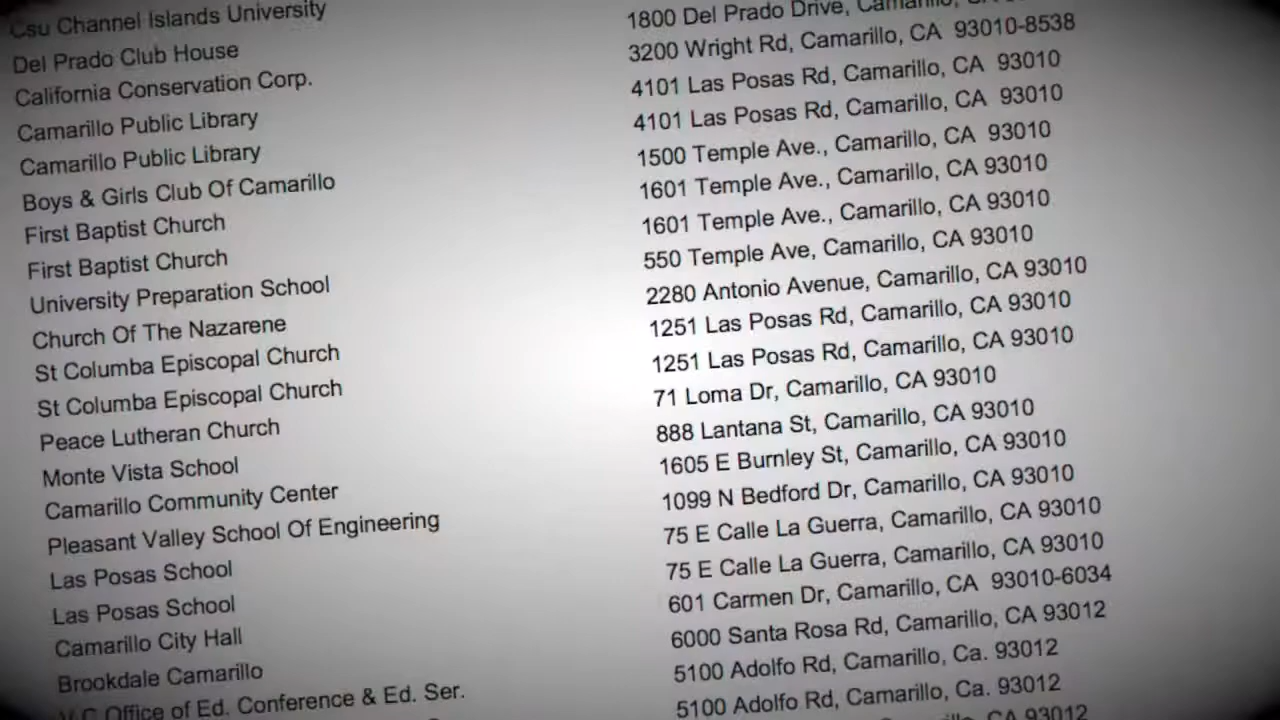 Csu Channel Islands University
Del Prado Club House 1800 Del Prado Drive, Camarillo,
California Conservation Corp. 3200 Wright Rd, Camarillo, CA 93010-8538
Camarillo Public Library 4101 Las Posas Rd, Camarillo, CA 93010
Camarillo Public Library 4101 Las Posas Rd, Camarillo, CA 93010
Boys & Girls Club Of Camarillo 1500 Temple Ave., Camarillo, CA 93010
First Baptist Church 1601 Temple Ave., Camarillo, CA 93010
First Baptist Church 1601 Temple Ave., Camarillo, CA 93010
University Preparation School 550 Temple Ave, Camarillo, CA 93010
Church Of The Nazarene 2280 Antonio Avenue, Camarillo, CA 93010
St Columba Episcopal Church 1251 Las Posas Rd, Camarillo, CA 93010
St Columba Episcopal Church 1251 Las Posas Rd, Camarillo, CA 93010
Peace Lutheran Church 71 Loma Dr, Camarillo, CA 93010
Monte Vista School 888 Lantana St, Camarillo, CA 93010
Camarillo Community Center 1605 E Burnley St, Camarillo, CA 93010
Pleasant Valley School Of Engineering 1099 N Bedford Dr, Camarillo, CA 93010
Las Posas School 75 E Calle La Guerra, Camarillo, CA 93010
Las Posas School 75 E Calle La Guerra, Camarillo, CA 93010
Camarillo City Hall 601 Carmen Dr, Camarillo, CA 93010-6034
Brookdale Camarillo 6000 Santa Rosa Rd, Camarillo, CA 93012
V C Office of Ed. Conference & Ed. Ser. 5100 Adolfo Rd, Camarillo, Ca. 93012
5100 Adolfo Rd, Camarillo, Ca. 93012
CA 93012